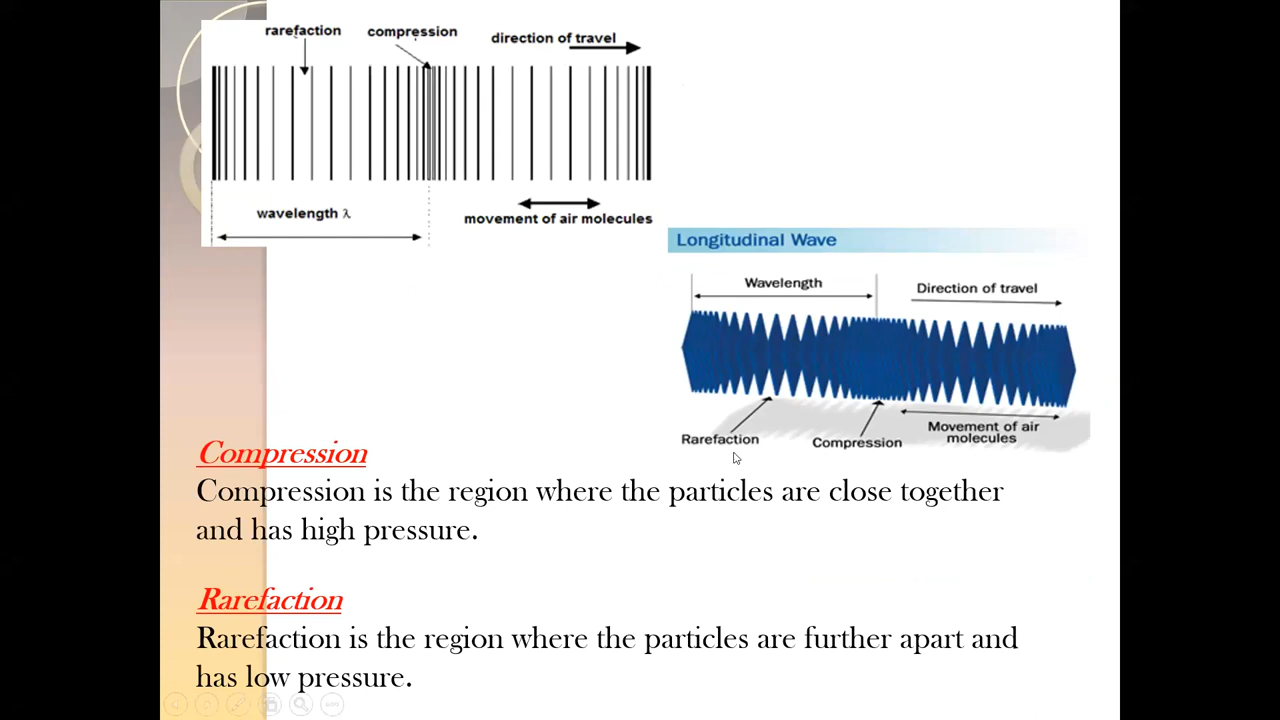 rarefaction
compression
direction of travel
wavelength λ
movement of air molecules
Longitudinal Wave
Wavelength
Direction of travel
Rarefaction
Compression
Movement of air
molecules
Compression
Compression is the region where the particles are close together
and has high pressure.
Rarefaction
Rarefaction is the region where the particles are further apart and
has low pressure.